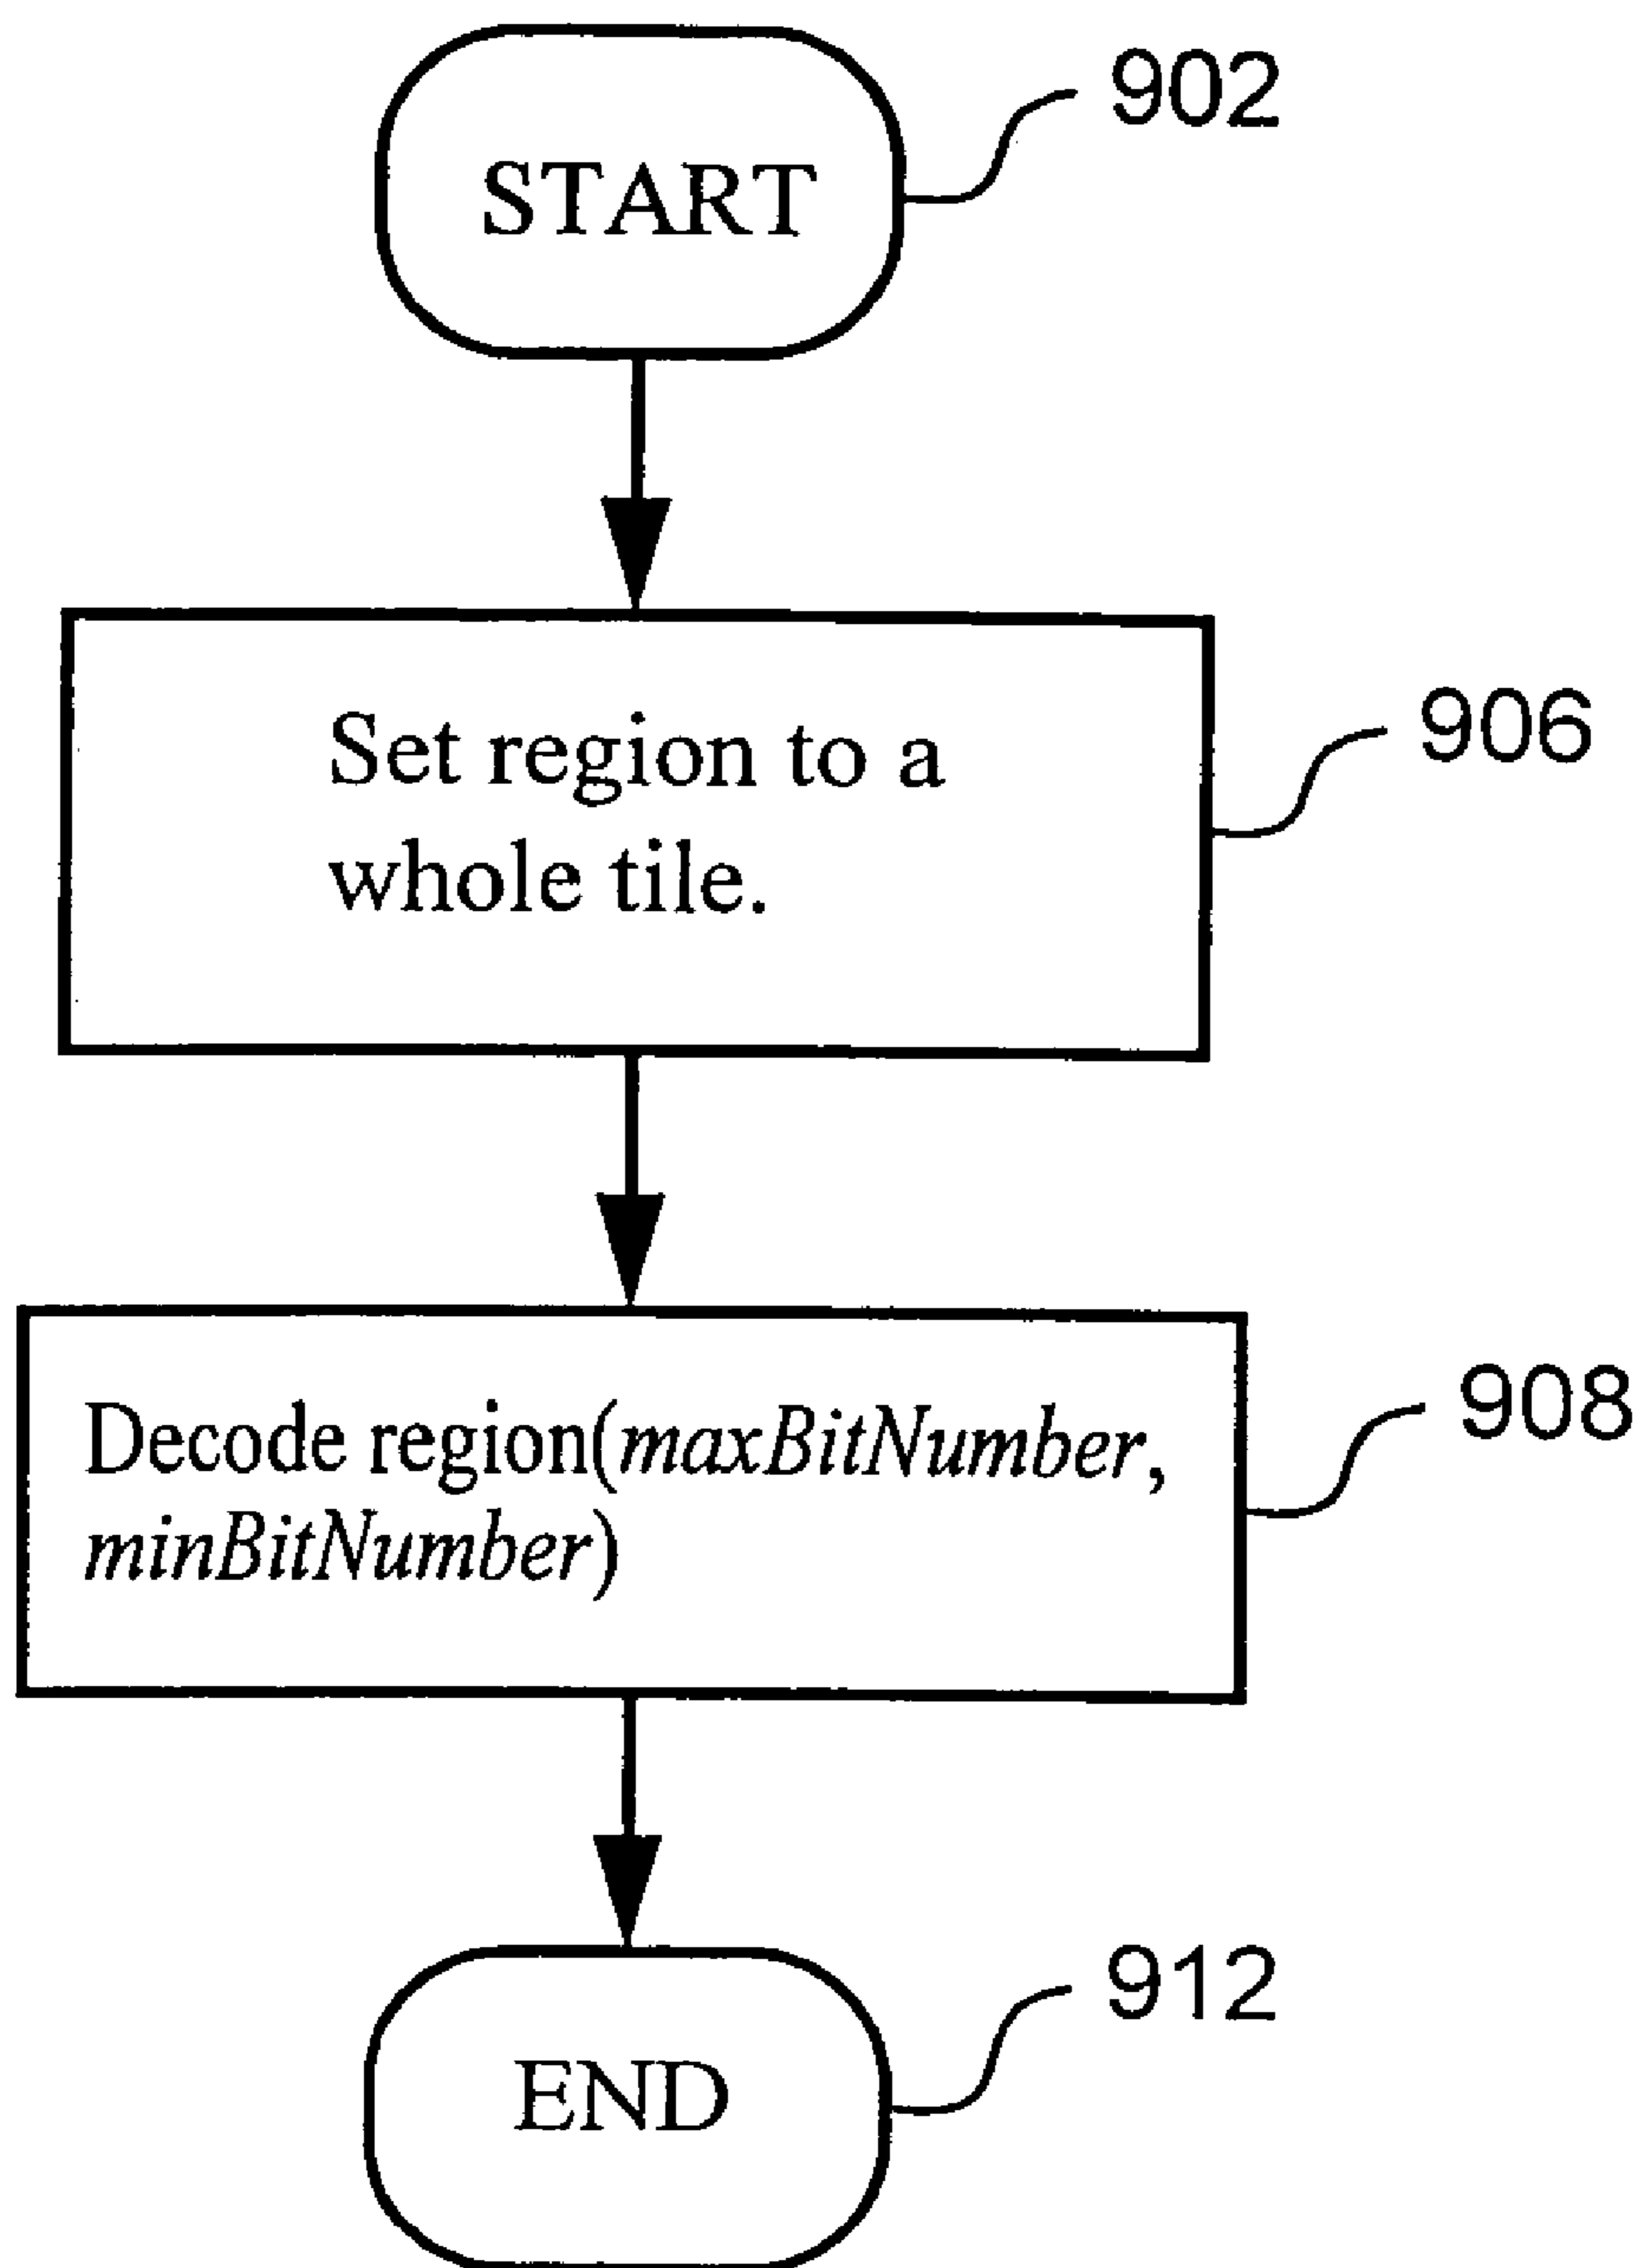 START
902
Set region to a
whole tile.
906
Decode region(maxBitNumber,
minBitNumber)
908
END
912